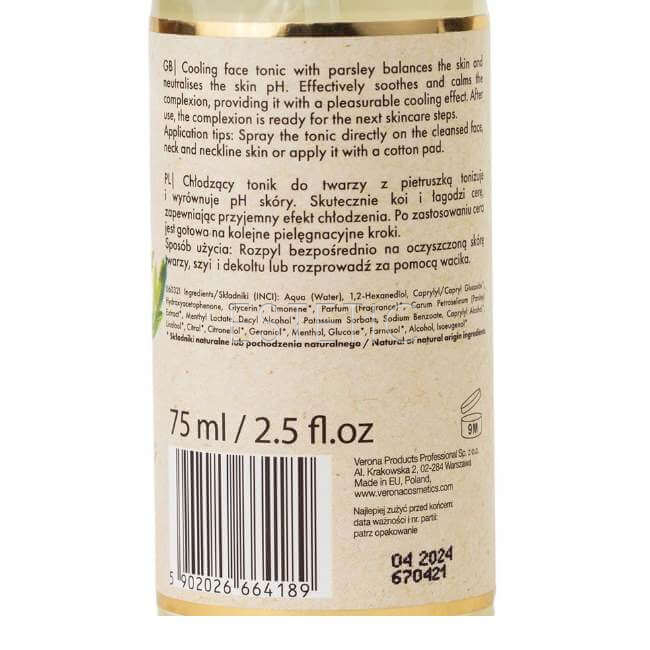 GB| Cooling face tonic with parsley balances the skin and
neutralises the skin pH. Effectively soothes and calms the
complexion, providing it with a pleasurable cooling effect. After
use, the complexion is ready for the next skincare steps.
Application tips: Spray the tonic directly on the cleansed face,
neck and neckline skin or apply it with a cotton pad.
PL| Chłodzący tonik do twarzy z pietruszką tonizuje
i wyrównuje pH skóry. Skutecznie koi i łagodzi cerę,
zapewniając przyjemny efekt chłodzenia. Po zastosowaniu cera
jest gotowa na kolejne pielęgnacyjne kroki.
Sposób użycia: Rozpyl bezpośrednio na oczyszczoną skórę
twarzy, szyi i dekoltu lub rozprowadź za pomocą wacika.
060321 Ingredients/Składniki (INCI): Aqua (Water), 1,2-Hexanediol, Caprylyl/Capryl Glucoside*,
Hydroxyacetophenone, Glycerin* Limonene*, Parfum (Fragrance)* Carum Petroselinum (Parsley)
Extract*, Menthyl Lactate, Decyl Alcohol*, Potassium Sorbate, Sodium Benzoate, Caprylyl Alcohol*,
Linalool*, Citral*, Citronellol*, Geraniol*, Menthol, Glucose*, Farnesol*, Alcohol, Isoeugenol*
* Składniki naturalne lub pochodzenia naturalnego / Natural or natural origin ingredients.
75 ml / 2.5 fl.oz
9M
Verona Products Professional Sp. z o.o.
Al. Krakowska 2, 02-284 Warszawa
Made in EU, Poland,
www.veronacosmetics.com
Najlepiej zużyć przed końcem:
data ważności i nr. partii:
patrz opakowanie
04 2024
670421
5 902026 664189